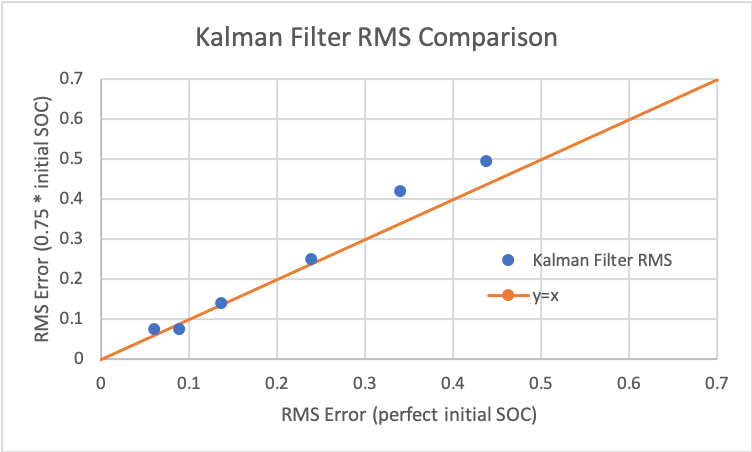 Kalman Filter RMS Comparison
RMS Error (0.75 * initial SOC)
0.7
0.6
0.5
0.4
0.3
0.2
0.1
0
Kalman Filter RMS
y=x
0 0.1 0.2 0.3 0.4 0.5 0.6 0.7
RMS Error (perfect initial SOC)